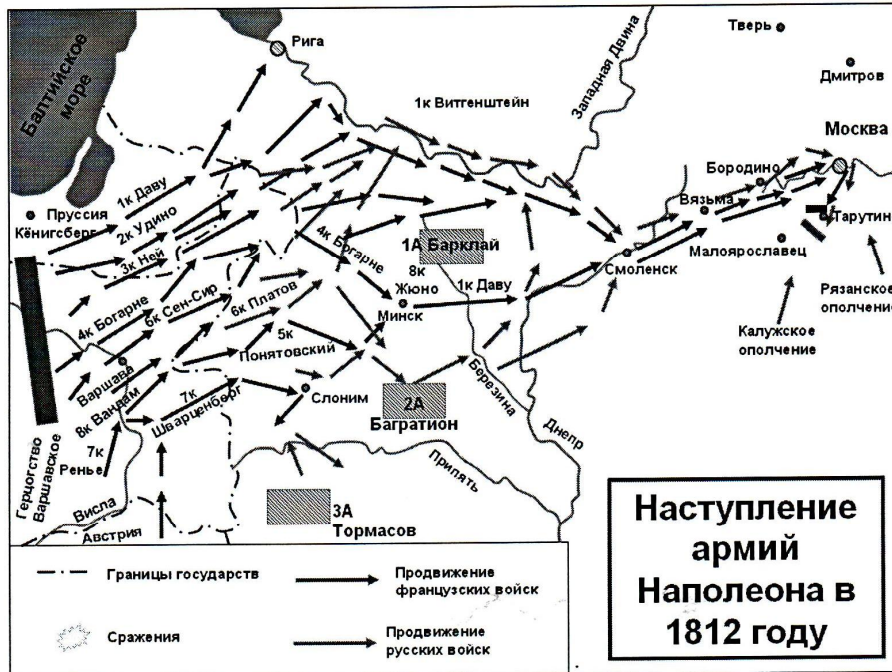 Тверь
Рига
Балтийское
море
Западная Двина
Дмитров
1к Витгенштейн
Москва
Бородино
1к Даву
Вязьма
Пруссия
Кёнигсберг
2к Удино
Тарутин
3к Ней
4к Богарне
1А Барклай
Малоярославец
Смоленск
8к
Жюно
1к Даву
Рязанское
ополчение
4к Богарне
6к Сен-Сир
6к Платов
Минск
Калужское
ополчение
5к
Понятовский
Варшава
8к Вандам
7к
Шварценберг
Слоним
Березина
2А
Багратион
Днепр
7к
Ренье
Герцогство
Варшавское
Припять
Висла
Австрия
3А
Тормасов
Наступление
армий
Наполеона в
1812 году
Границы государств
Продвижение
французских войск
Сражения
Продвижение
русских войск